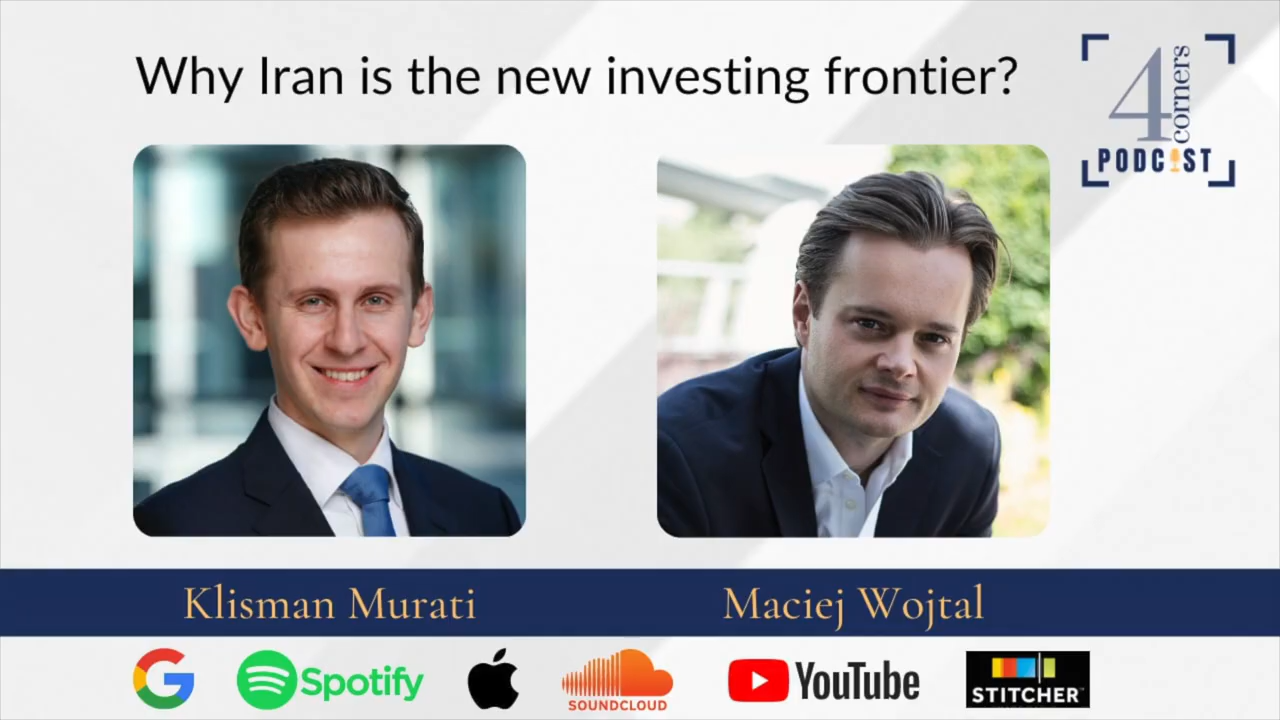 Why Iran is the new investing frontier?
4
corners
PODCAST
Klisman Murati
Maciej Wojtal
Spotify
SOUNDCLOUD
YouTube
STITCHER